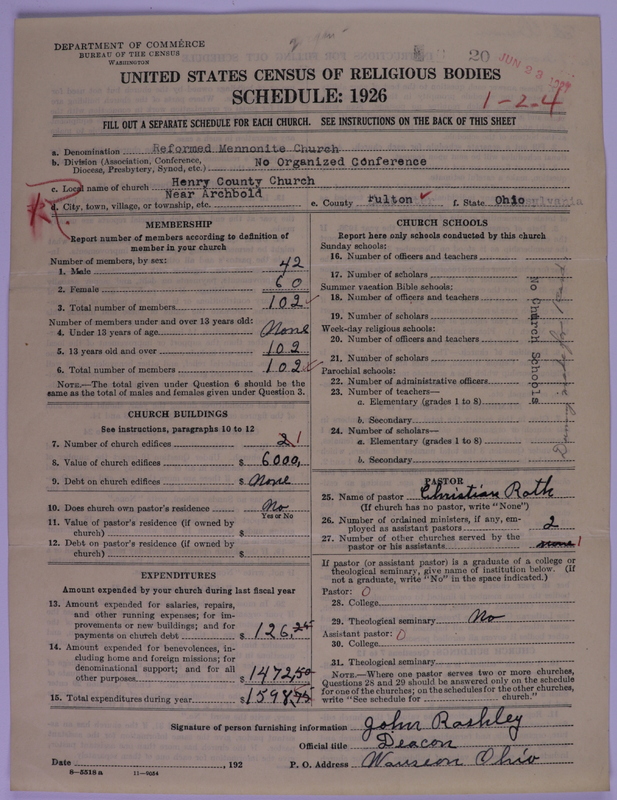 DEPARTMENT OF COMMERCE
BUREAU OF THE CENSUS
WASHINGTON
20
JUN 23
UNITED STATES CENSUS OF RELIGIOUS BODIES
SCHEDULE: 1926
1-2-4
FILL OUT A SEPARATE SCHEDULE FOR EACH CHURCH. SEE INSTRUCTIONS ON THE BACK OF THIS SHEET
a. Denomination Reformed Mennonite Church
b. Division (Association, Conference, Diocese, Presbytery, Synod, etc.) No Organized Conference
c. Local name of church Henry County Church
Near Archbold
d. City, town, village, or township, etc. e. County Fulton ✓ f. State Ohio
MEMBERSHIP
Report number of members according to definition of
member in your church
Number of members, by sex:
1. Male 42
2. Female 60
3. Total number of members 102 ✓
Number of members under and over 13 years old:
4. Under 13 years of age None
5. 13 years old and over 102
6. Total number of members 102 ✓
NOTE.—The total given under Question 6 should be the
same as the total of males and females given under Question 3.
CHURCH BUILDINGS
See instructions, paragraphs 10 to 12
7. Number of church edifices 2 1
8. Value of church edifices $ 6000,
9. Debt on church edifices $ None
10. Does church own pastor's residence No
Yes or No
11. Value of pastor's residence (if owned by
church) $
12. Debt on pastor's residence (if owned by
church) $
EXPENDITURES
Amount expended by your church during last fiscal year
13. Amount expended for salaries, repairs,
and other running expenses; for im-
provements or new buildings; and for
payments on church debt $ 126.25
14. Amount expended for benevolences, in-
cluding home and foreign missions; for
denominational support; and for all
other purposes $ 1472.50
15. Total expenditures during year $ 1598.75
CHURCH SCHOOLS
Report here only schools conducted by this church
Sunday schools:
16. Number of officers and teachers
17. Number of scholars
Summer vacation Bible schools:
18. Number of officers and teachers
19. Number of scholars
Week-day religious schools:
20. Number of officers and teachers
21. Number of scholars
Parochial schools:
22. Number of administrative officers
23. Number of teachers—
a. Elementary (grades 1 to 8)
b. Secondary
24. Number of scholars—
a. Elementary (grades 1 to 8)
b. Secondary
No Church Schools
PASTOR
25. Name of pastor Christian Roth
(If church has no pastor, write "None")
26. Number of ordained ministers, if any, em-
ployed as assistant pastors 2
27. Number of other churches served by the
pastor or his assistants none 1
If pastor (or assistant pastor) is a graduate of a college or
theological seminary, give name of institution below. (If
not a graduate, write "No" in the space indicated.)
Pastor: 0
28. College
29. Theological seminary No
Assistant pastor: 0
30. College
31. Theological seminary
NOTE.—Where one pastor serves two or more churches,
Questions 28 and 29 should be answered only on the schedule
for one of the churches; on the schedules for the other churches,
write "See schedule for church."
Signature of person furnishing information John Rashley
Official title Deacon
Date , 192 P. O. Address Wauseon Ohio
8—5518 a 11—9054